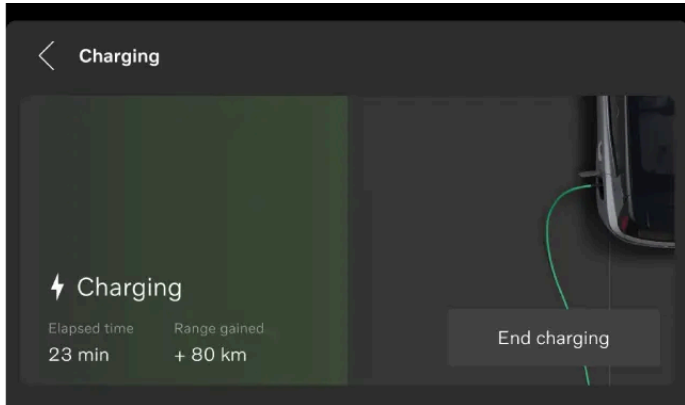 Charging
Charging
Elapsed time
Range gained
23 min
+ 80 km
End charging